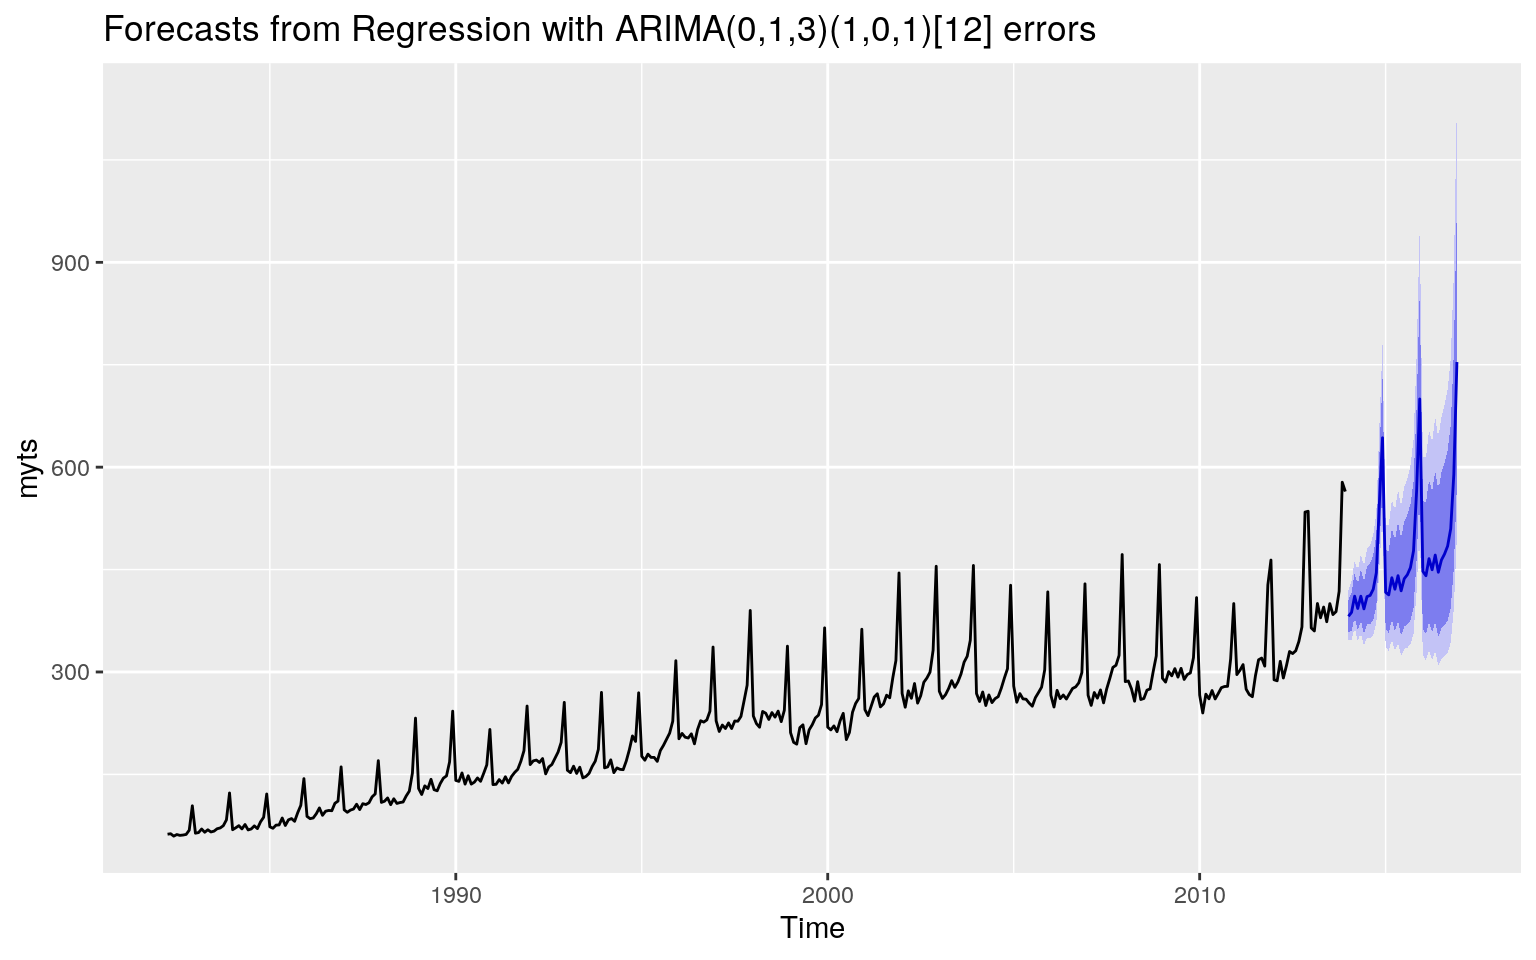 Forecasts from Regression with ARIMA(0,1,3)(1,0,1)[12] errors
900
600
300
myts
1990
2000
2010
Time